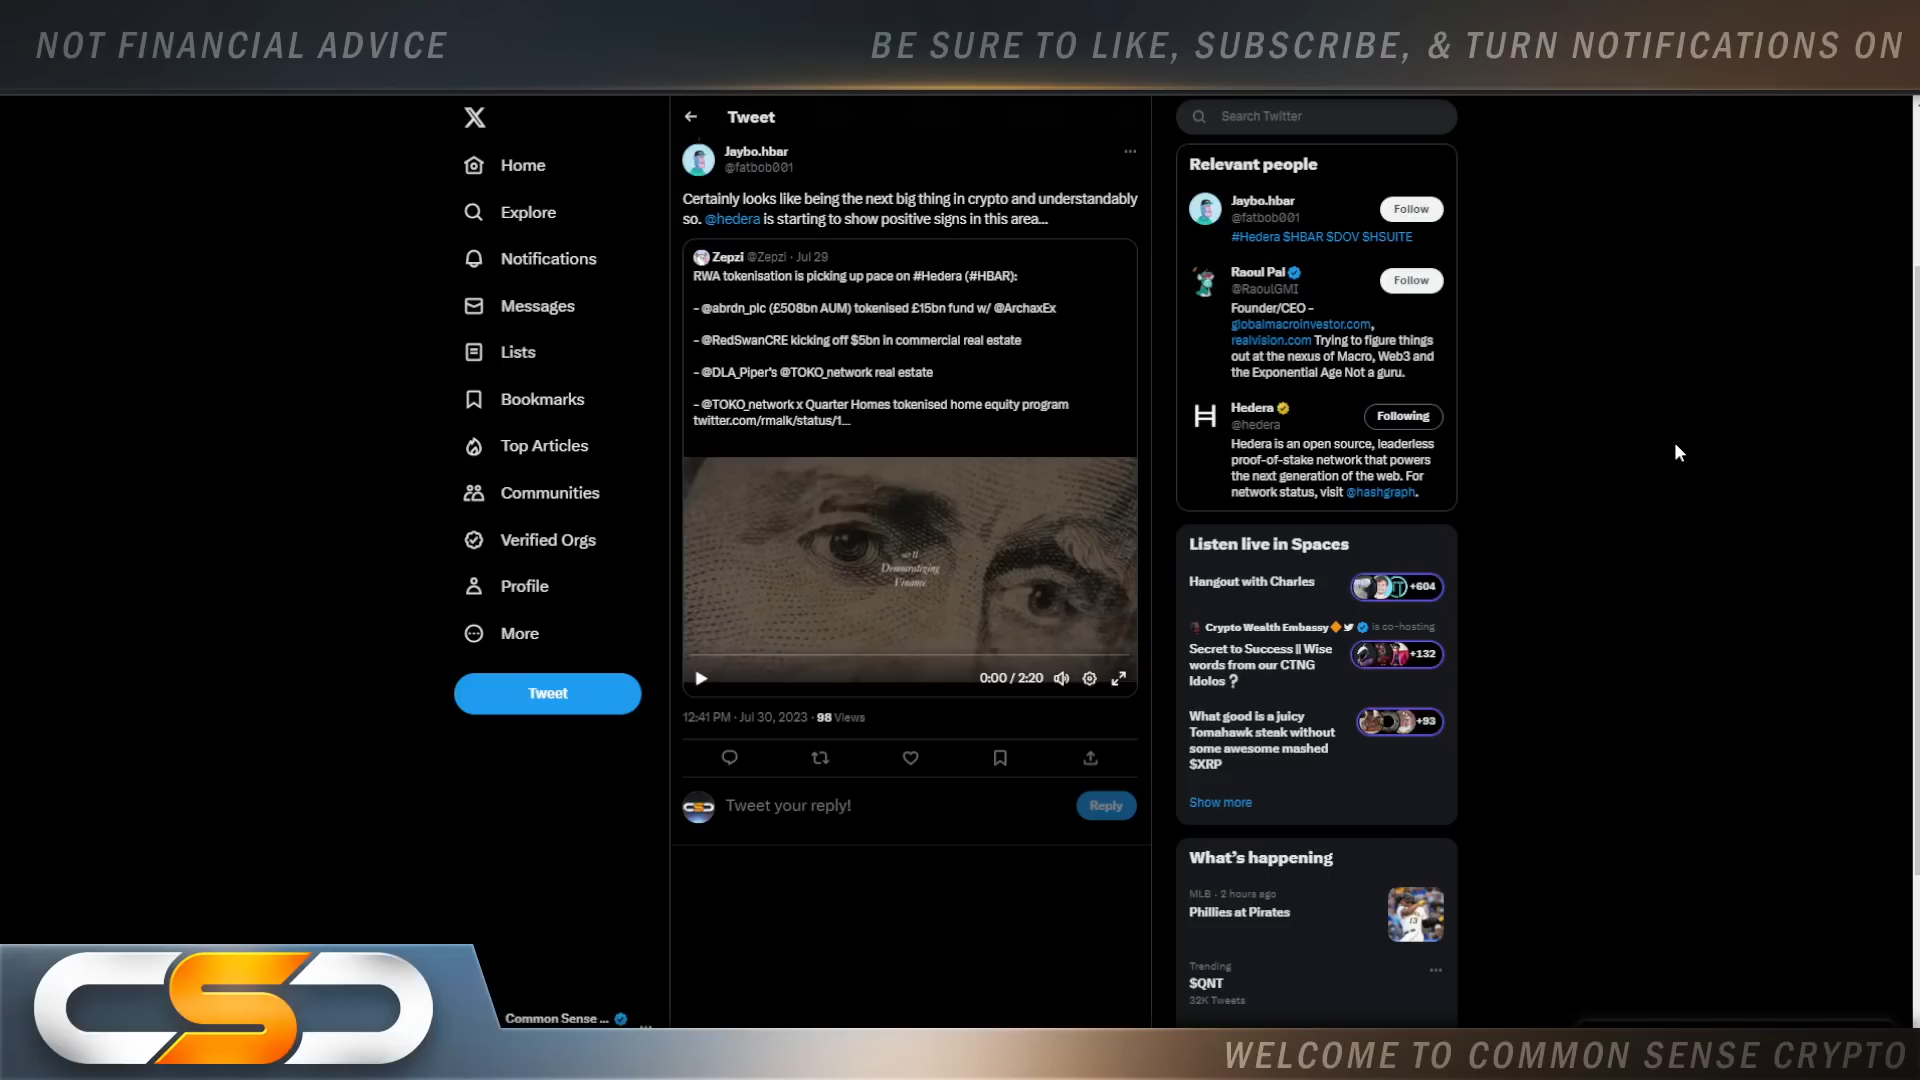 NOT FINANCIAL ADVICE
BE SURE TO LIKE, SUBSCRIBE, & TURN NOTIFICATIONS ON
Home
Explore
Notifications
Messages
Lists
Bookmarks
Top Articles
Communities
Verified Orgs
Profile
More
Tweet
Common Sense ...
Tweet
Jaybo.hbar
@fatbob001
Certainly looks like being the next big thing in crypto and understandably
so. @hedera is starting to show positive signs in this area...
Zepzi @Zepzi · Jul 29
RWA tokenisation is picking up pace on #Hedera (#HBAR):
- @abrdn_plc (£508bn AUM) tokenised £15bn fund w/ @ArchaxEx
- @RedSwanCRE kicking off $5bn in commercial real estate
- @DLA_Piper's @TOKO_network real estate
- @TOKO_network x Quarter Homes tokenised home equity program
twitter.com/rmalk/status/1...
Democratizing
Finance
0:00 / 2:20
12:41 PM · Jul 30, 2023 · 98 Views
Tweet your reply!
Reply
Search Twitter
Relevant people
Jaybo.hbar
@fatbob001
Follow
#Hedera $HBAR $DOV $HSUITE
Raoul Pal
@RaoulGMI
Follow
Founder/CEO -
globalmacroinvestor.com,
realvision.com Trying to figure things
out at the nexus of Macro, Web3 and
the Exponential Age Not a guru.
Hedera
@hedera
Following
Hedera is an open source, leaderless
proof-of-stake network that powers
the next generation of the web. For
network status, visit @hashgraph.
Listen live in Spaces
Hangout with Charles
+604
Crypto Wealth Embassy is co-hosting
Secret to Success || Wise
words from our CTNG
Idolos ?
+132
What good is a juicy
Tomahawk steak without
some awesome mashed
$XRP
+93
Show more
What's happening
MLB · 2 hours ago
Phillies at Pirates
Trending
$QNT
32K Tweets
CSC
WELCOME TO COMMON SENSE CRYPTO